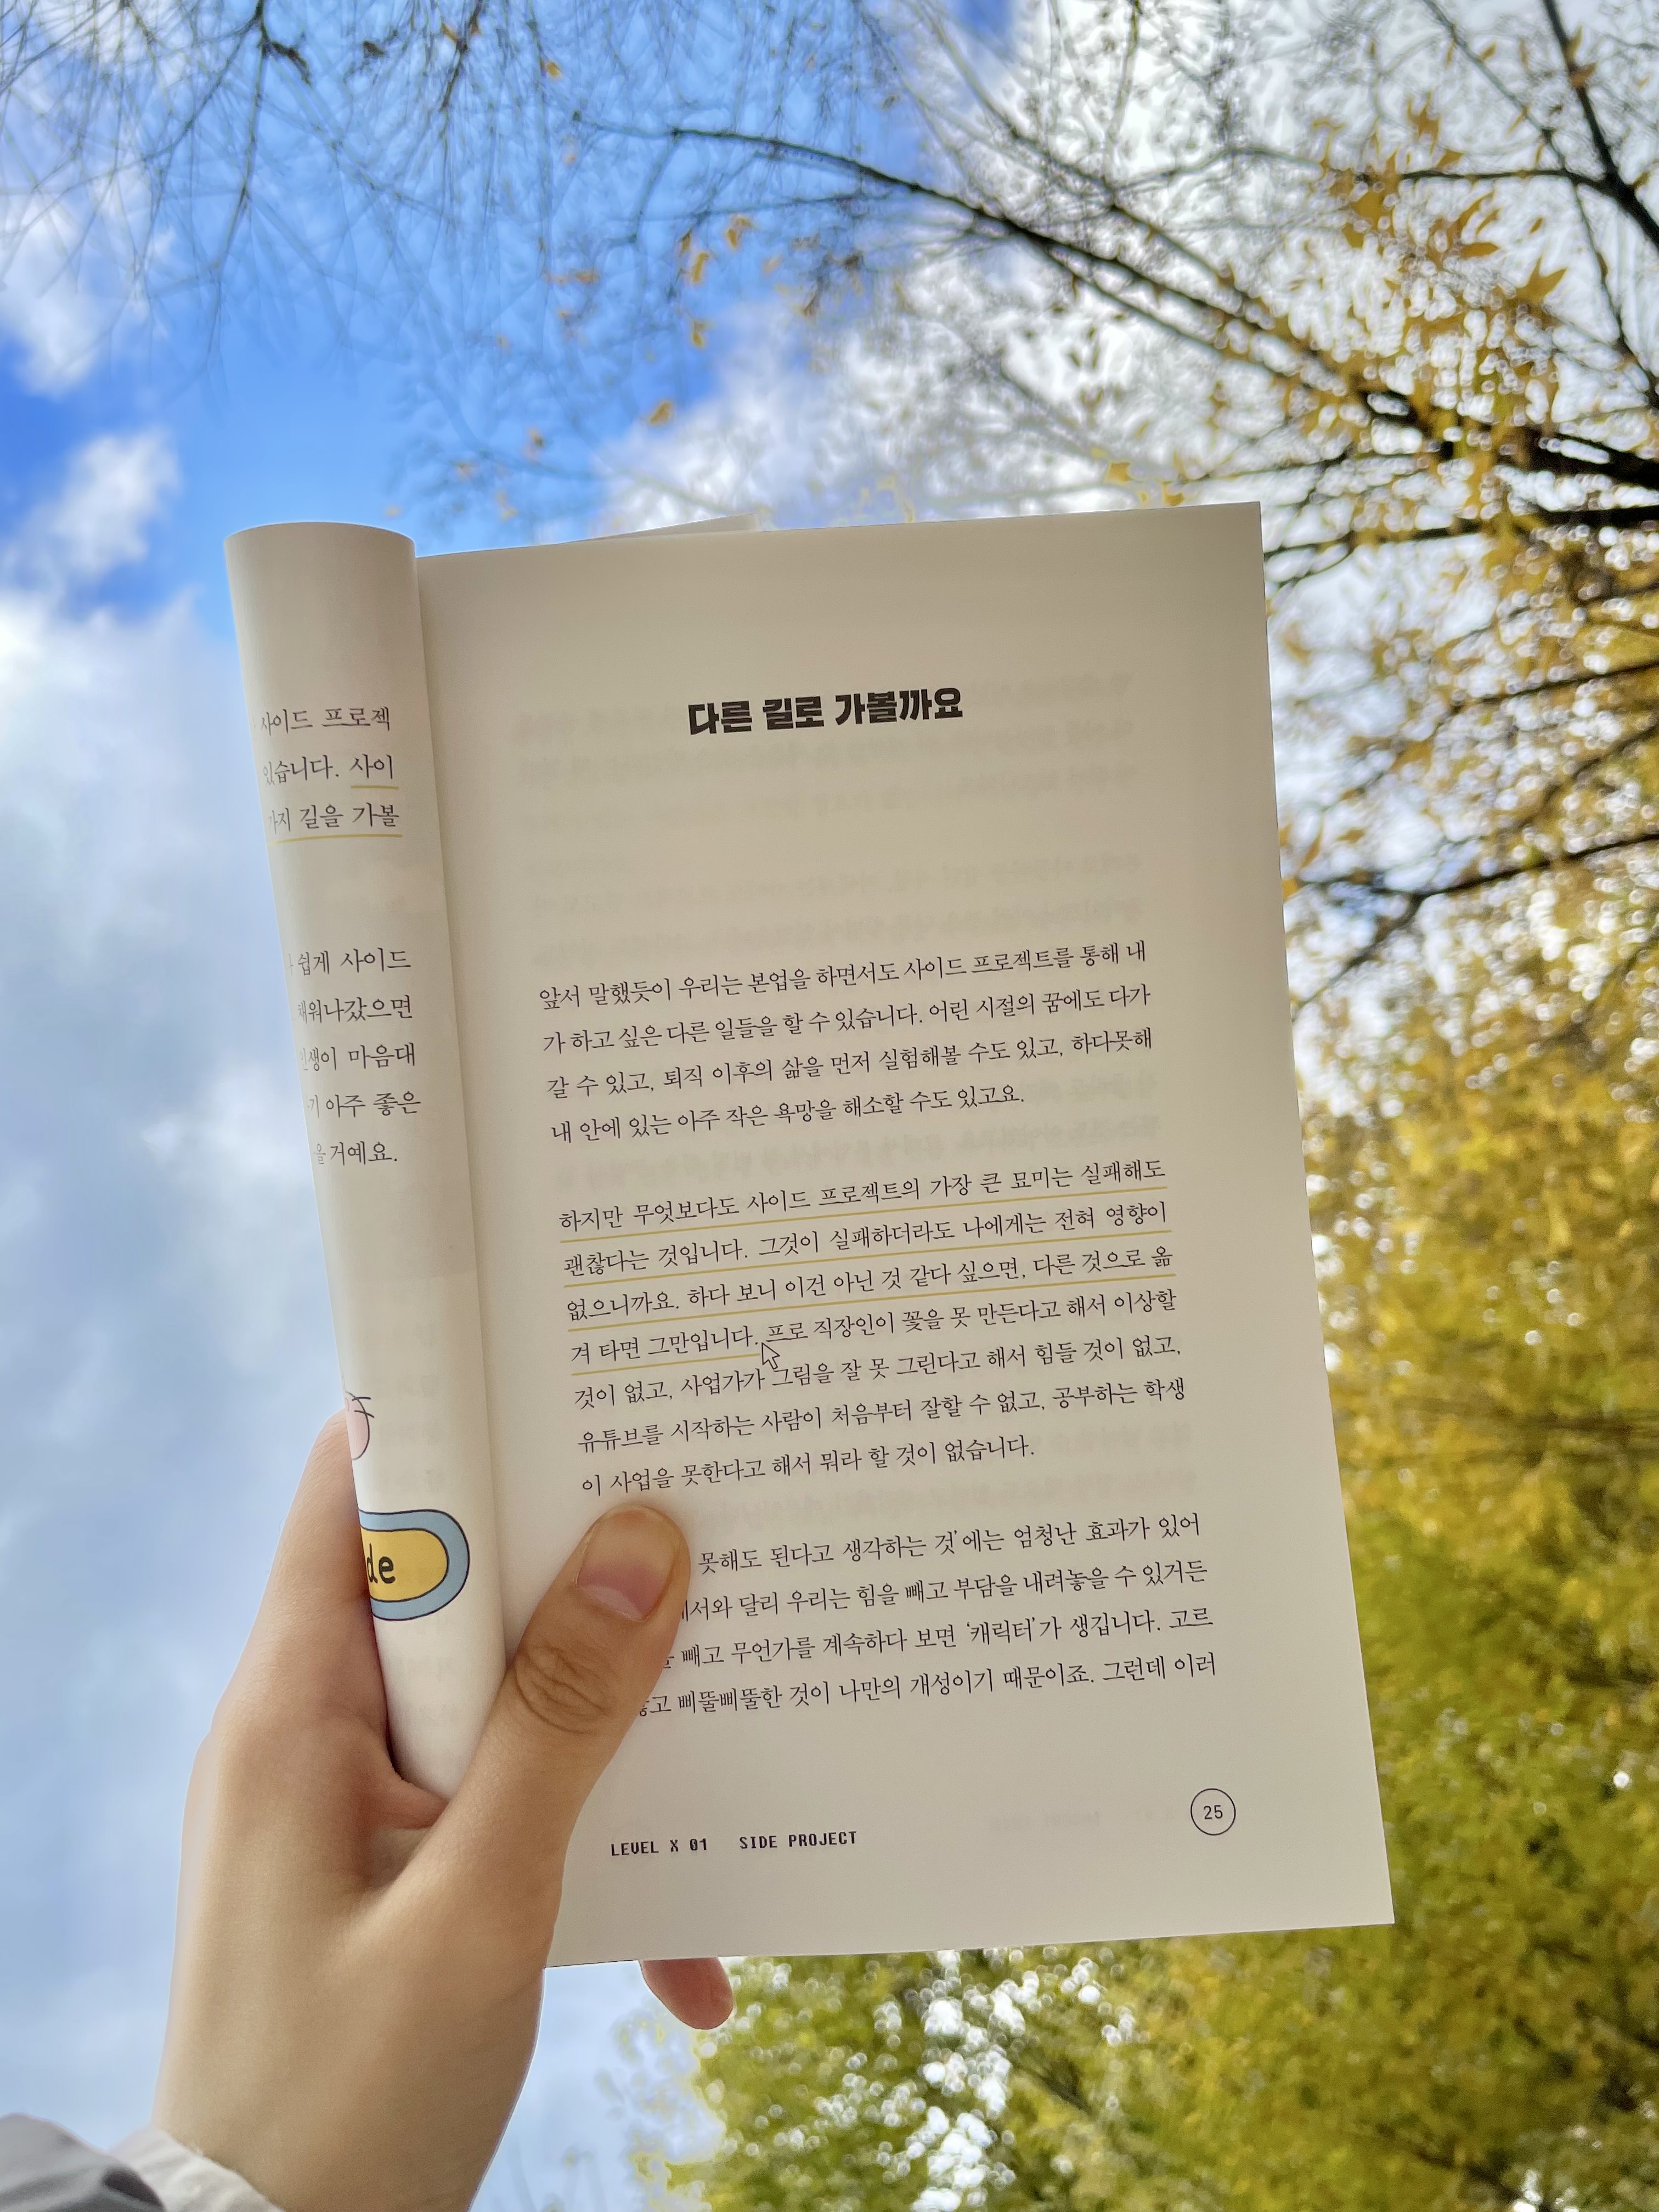 사이드 프로젝
있습니다. 사이
길을 가볼
쉽게 사이드
채워나갔으면
마음대
아주 좋은
거예요.
de
다른 길로 가볼까요
앞서 말했듯이 우리는 본업을 하면서도 사이드 프로젝트를 통해 내
가 하고 싶은 다른 일들을 할 수 있습니다. 어린 시절의 꿈에도 다가
갈 수 있고, 퇴직 이후의 삶을 먼저 실험해볼 수도 있고, 하다못해
내 안에 있는 아주 작은 욕망을 해소할 수도 있고요.
하지만 무엇보다도 사이드 프로젝트의 가장 큰 묘미는 실패해도
괜찮다는 것입니다. 그것이 실패하더라도 나에게는 전혀 영향이
없으니까요. 하다 보니 이건 아닌 것 같다 싶으면, 다른 것으로 옮
겨 타면 그만입니다. 프로 직장인이 꽃을 못 만든다고 해서 이상할
것이 없고, 사업가가 그림을 잘 못 그린다고 해서 힘들 것이 없고,
유튜브를 시작하는 사람이 처음부터 잘할 수 없고, 공부하는 학생
이 사업을 못한다고 해서 뭐라 할 것이 없습니다.
못해도 된다고 생각하는 것’에는 엄청난 효과가 있어
달리 우리는 힘을 빼고 부담을 내려놓을 수 있거든
빼고 무언가를 계속하다 보면 ‘캐릭터’가 생깁니다. 고르
삐뚤삐뚤한 것이 나만의 개성이기 때문이죠. 그런데 이러
LEVEL X 01 SIDE PROJECT
25